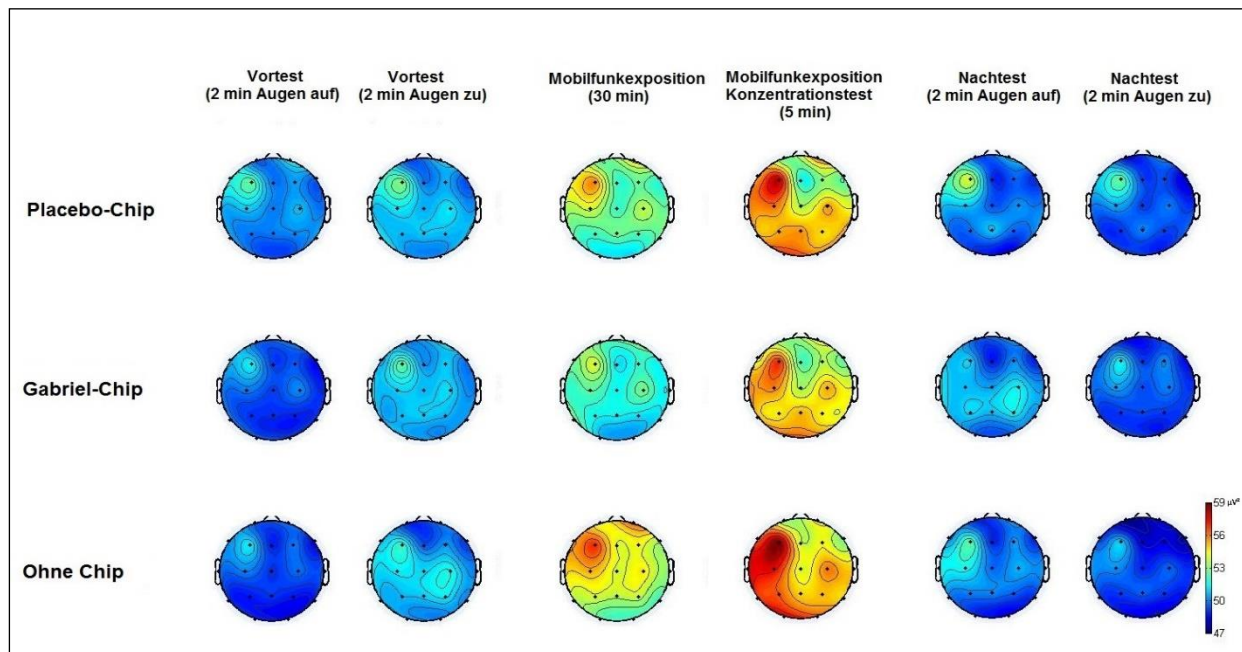 Vortest
(2 min Augen auf)
Vortest
(2 min Augen zu)
Mobilfunkexposition
(30 min)
Mobilfunkexposition
Konzentrationstest
(5 min)
Nachtest
(2 min Augen auf)
Nachtest
(2 min Augen zu)
Placebo-Chip
Gabriel-Chip
Ohne Chip
59 µV²
56
53
50
47